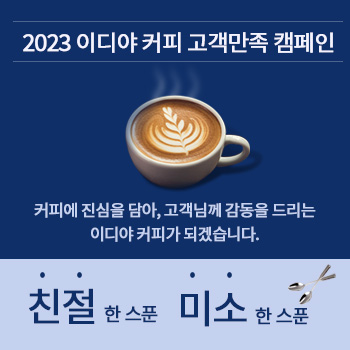 2023 이디야 커피 고객만족 캠페인
커피에 진심을 담아, 고객님께 감동을 드리는
이디야 커피가 되겠습니다.
친절 한 스푼 미소 한 스푼